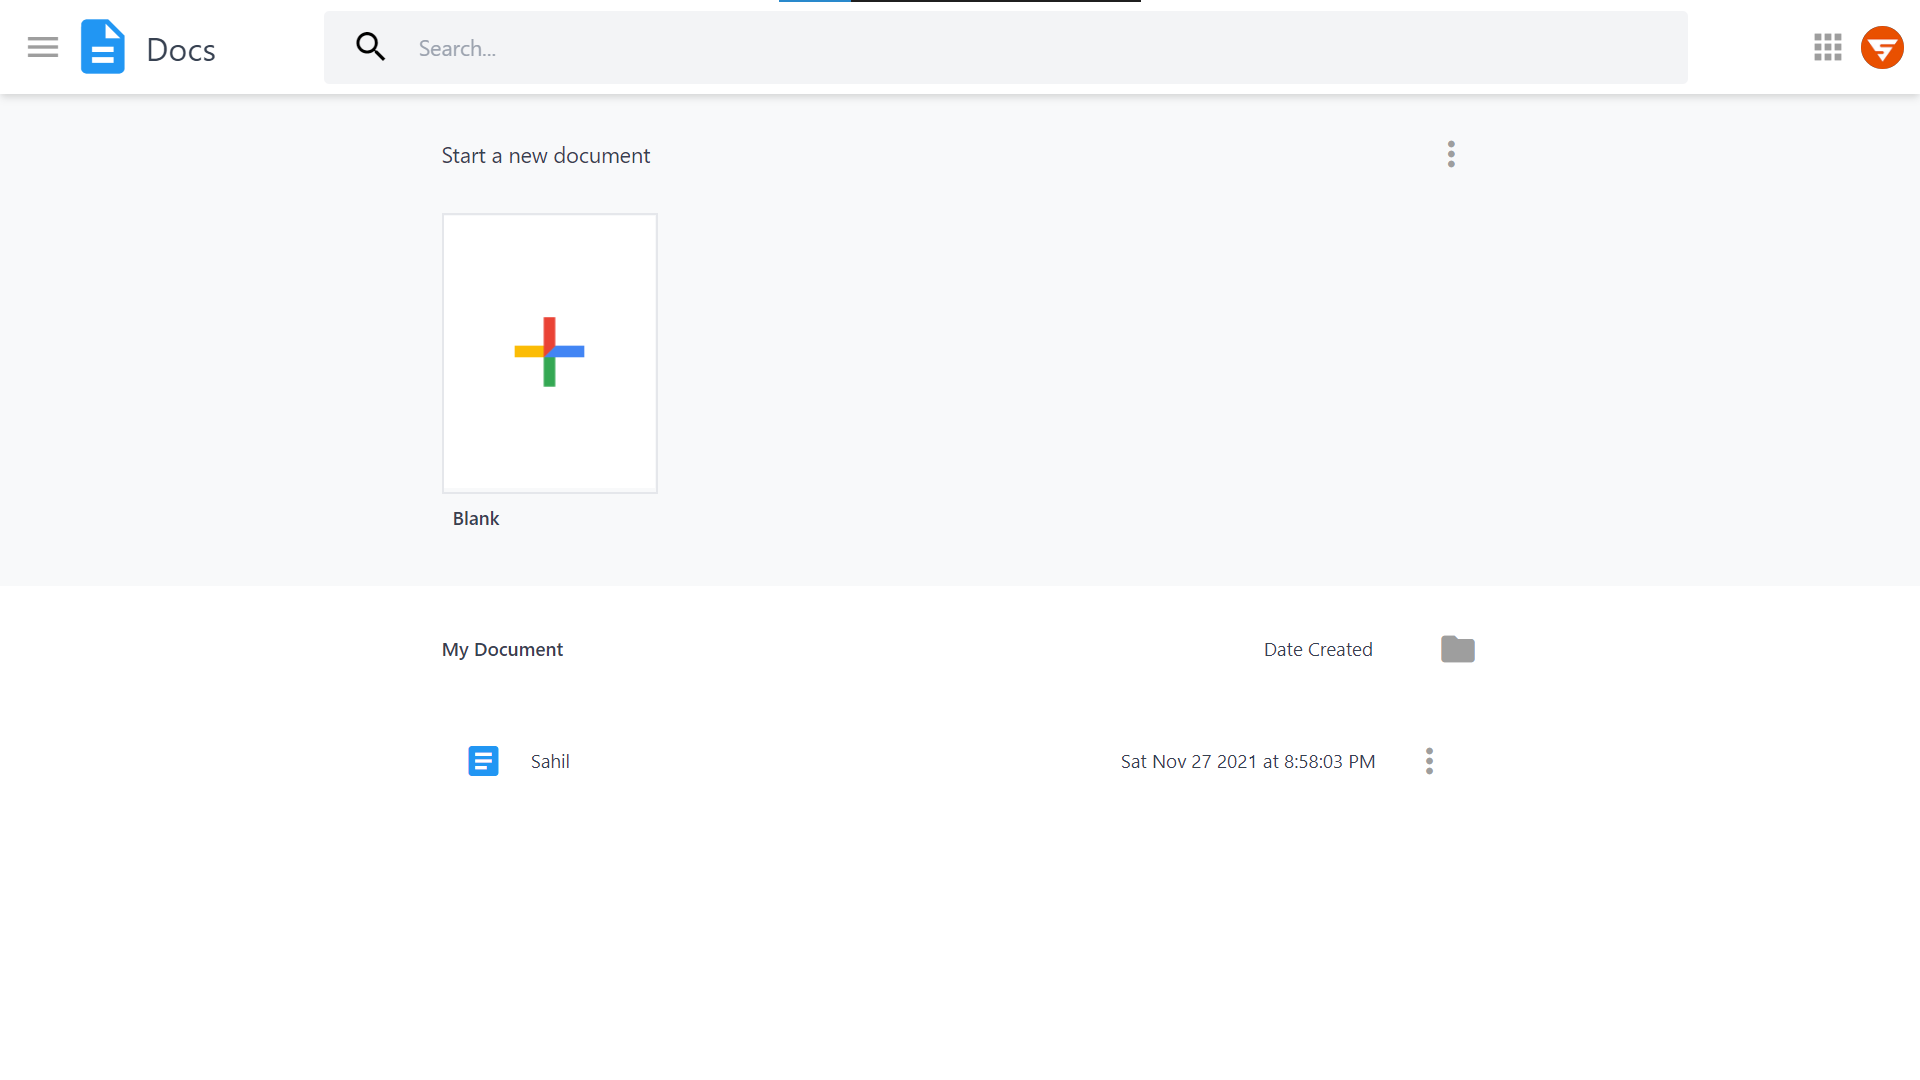 Docs
Search...
Start a new document
Blank
My Document Date Created
Sahil Sat Nov 27 2021 at 8:58:03 PM